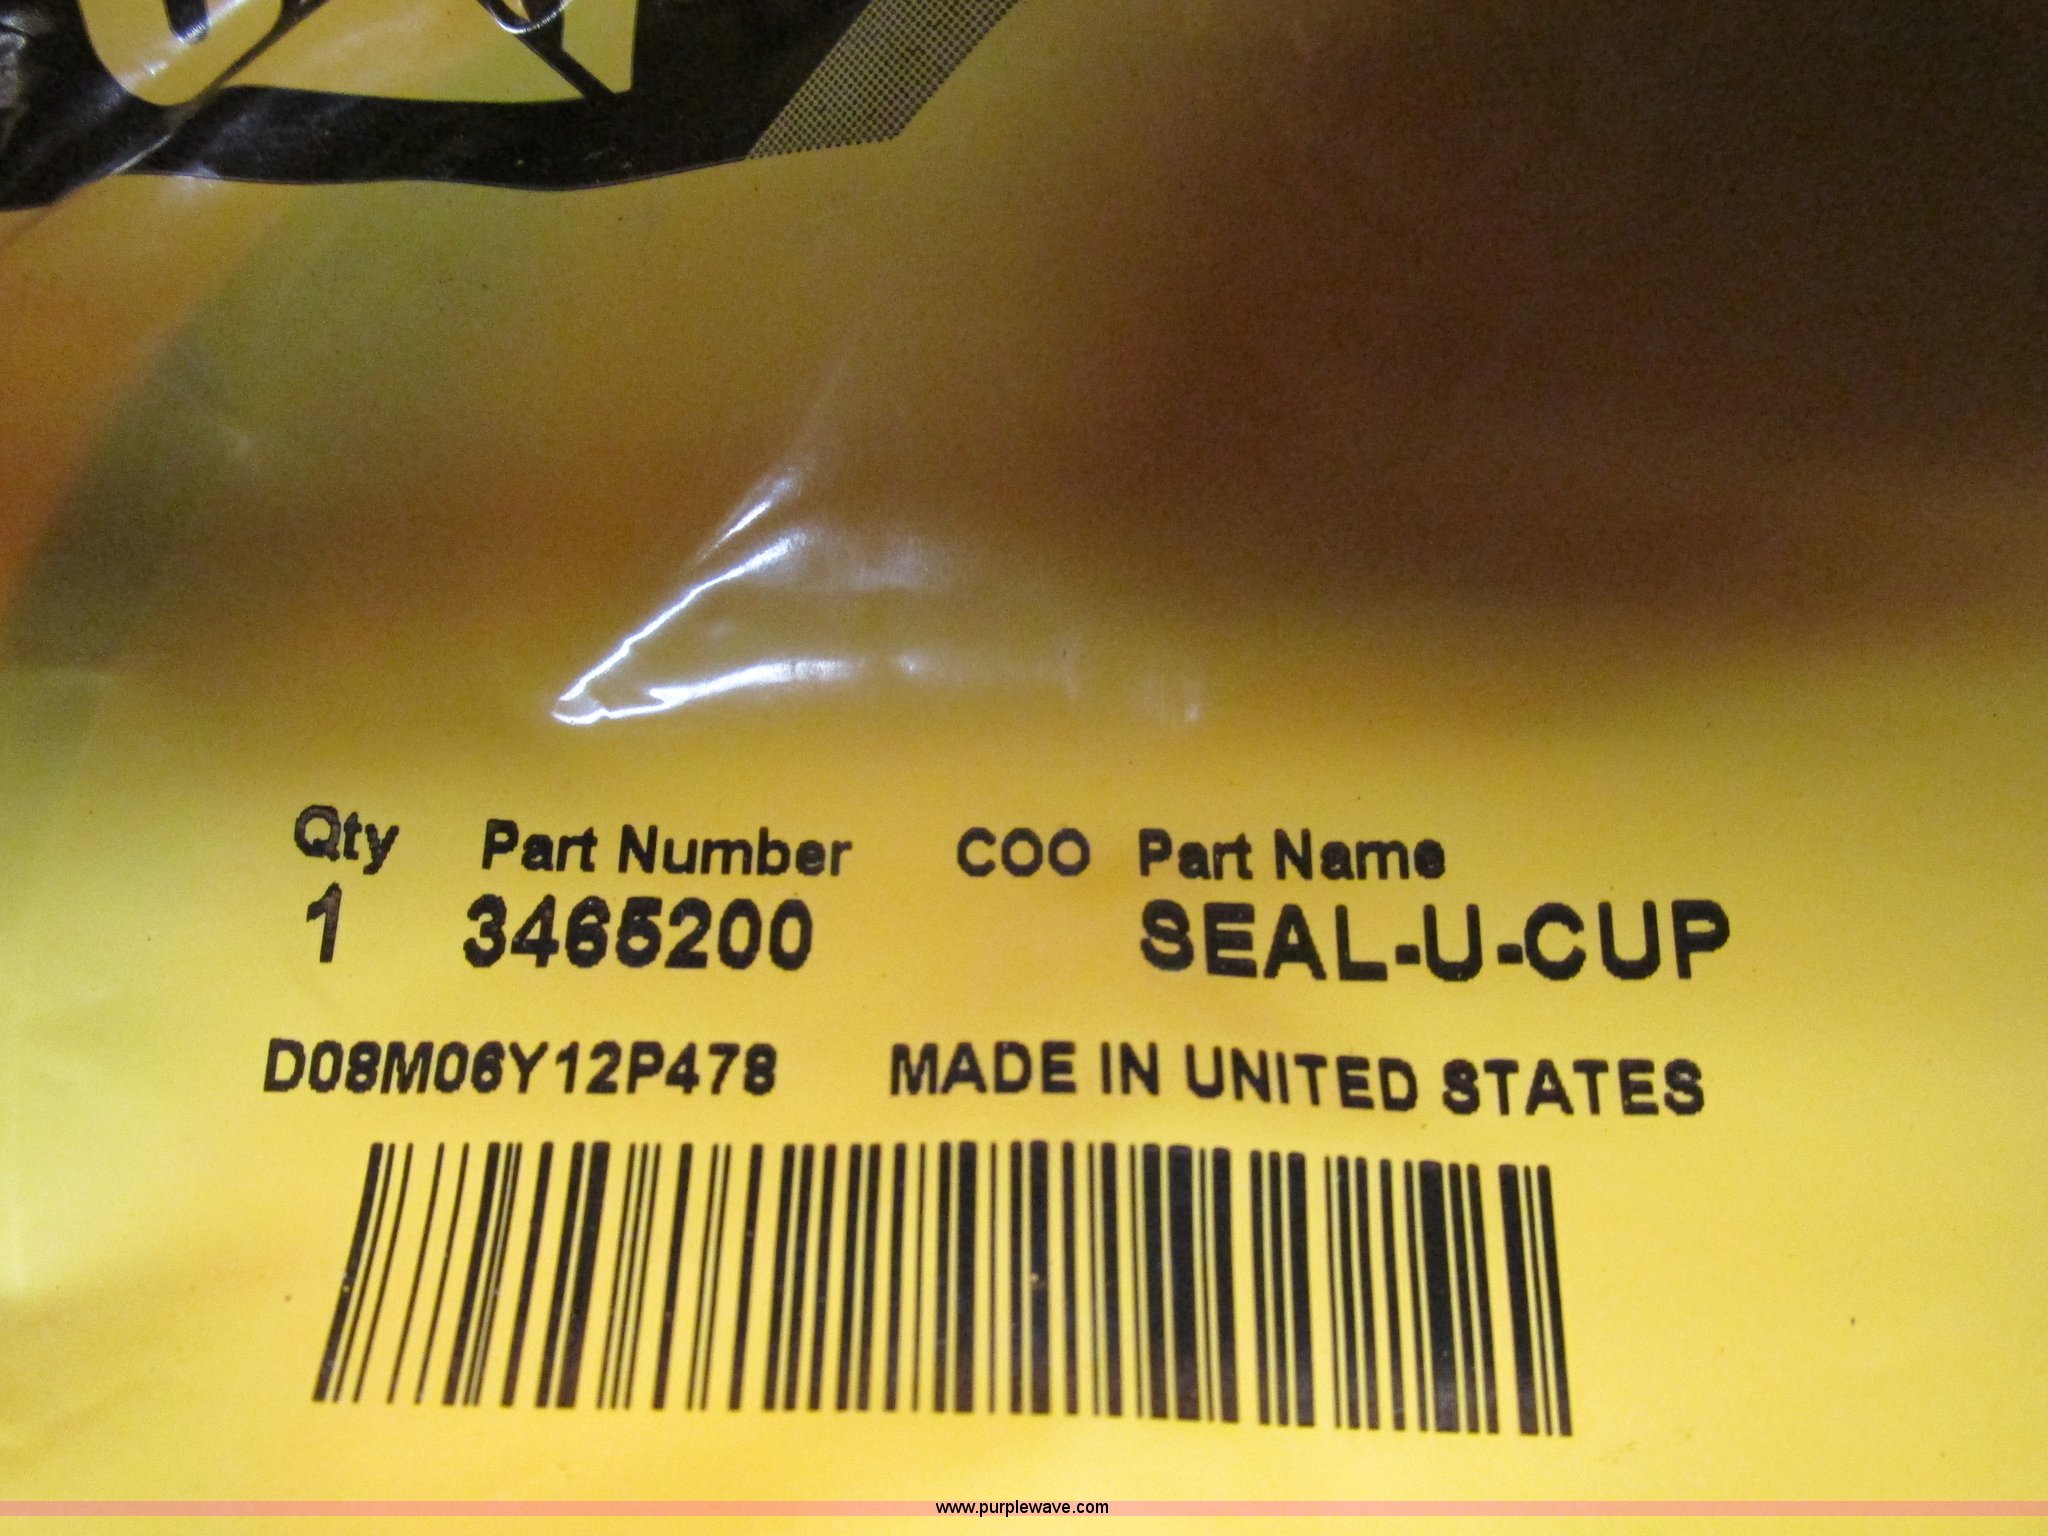 Qty Part Number COO Part Name
1 3465200 SEAL-U-CUP
D08M06Y12P478 MADE IN UNITED STATES
www.purplewave.com